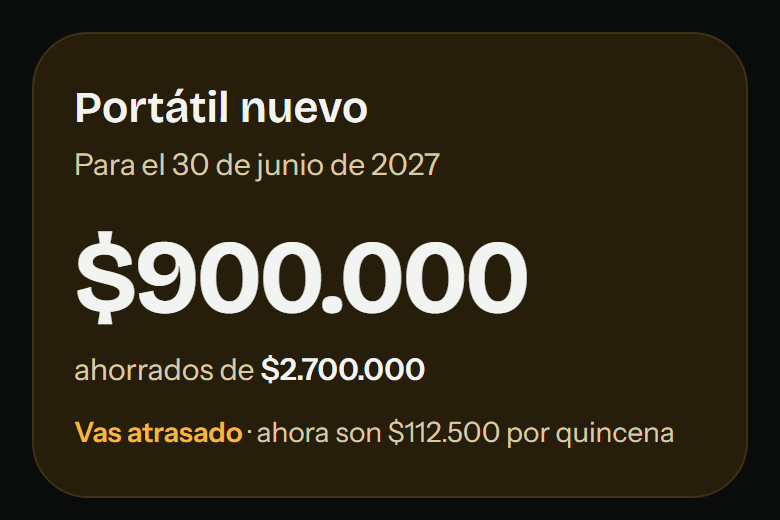 Portátil nuevo
Para el 30 de junio de 2027
$900.000
ahorrados de $2.700.000
Vas atrasado · ahora son $112.500 por quincena